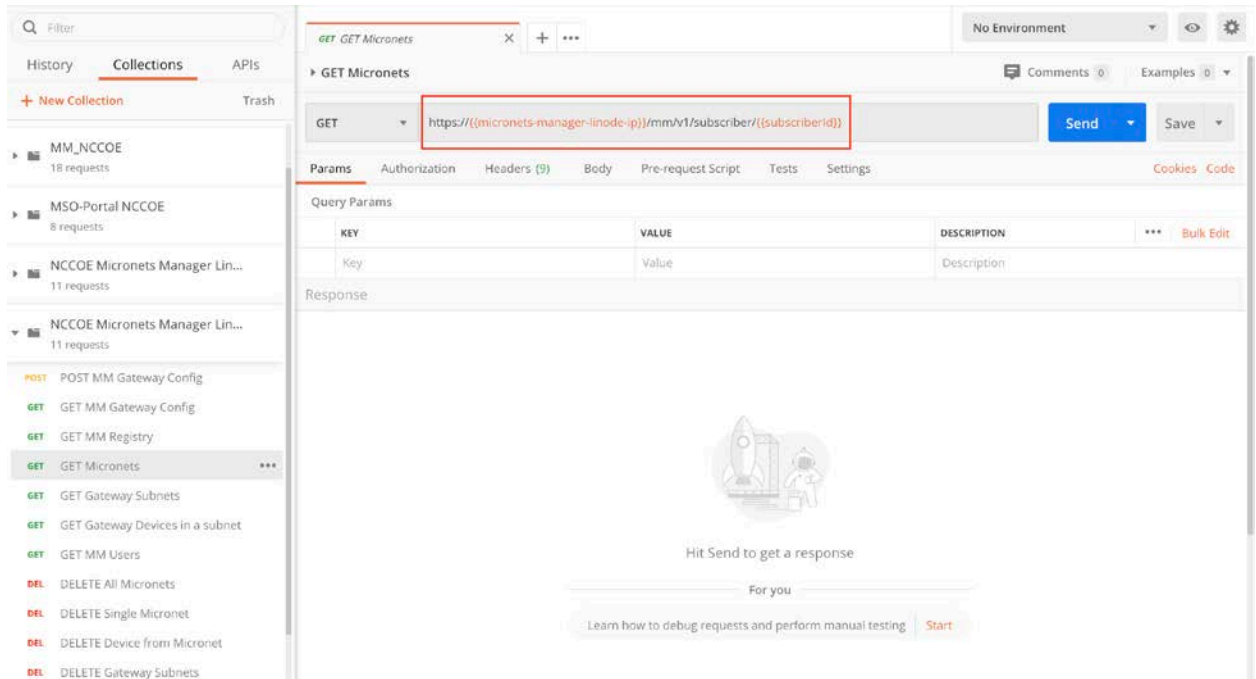 Filter
History Collections APIs
+ New Collection Trash
MM_NCCOE
18 requests
MSO-Portal NCCOE
8 requests
NCCOE Micronets Manager Lin...
11 requests
NCCOE Micronets Manager Lin...
11 requests
POST POST MM Gateway Config
GET GET MM Gateway Config
GET GET MM Registry
GET GET Micronets
GET GET Gateway Subnets
GET GET Gateway Devices in a subnet
GET GET MM Users
DEL DELETE All Micronets
DEL DELETE Single Micronet
DEL DELETE Device from Micronet
DEL DELETE Gateway Subnets
GET GET Micronets
No Environment
GET Micronets
Comments 0 Examples 0
GET https://{{micronets-manager-linode-ip}}/mm/v1/subscriber/{{subscriberId}} Send Save
Params Authorization Headers (9) Body Pre-request Script Tests Settings Cookies Code
Query Params
KEY VALUE DESCRIPTION Bulk Edit
Key Value Description
Response
Hit Send to get a response
For you
Learn how to debug requests and perform manual testing Start